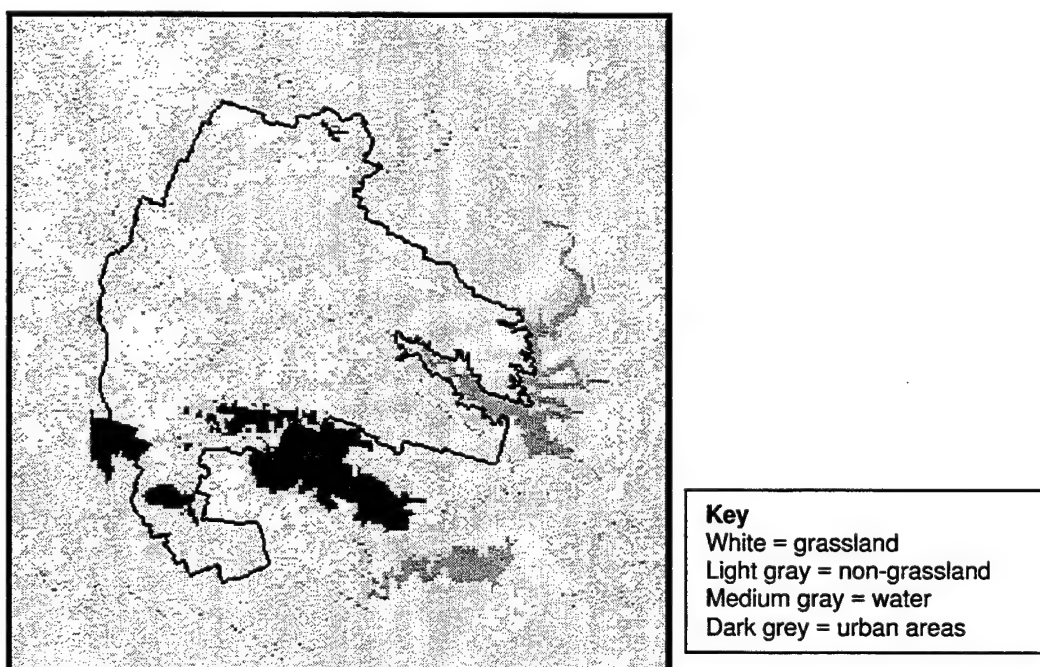 Key
White = grassland
Light gray = non-grassland
Medium gray = water
Dark grey = urban areas